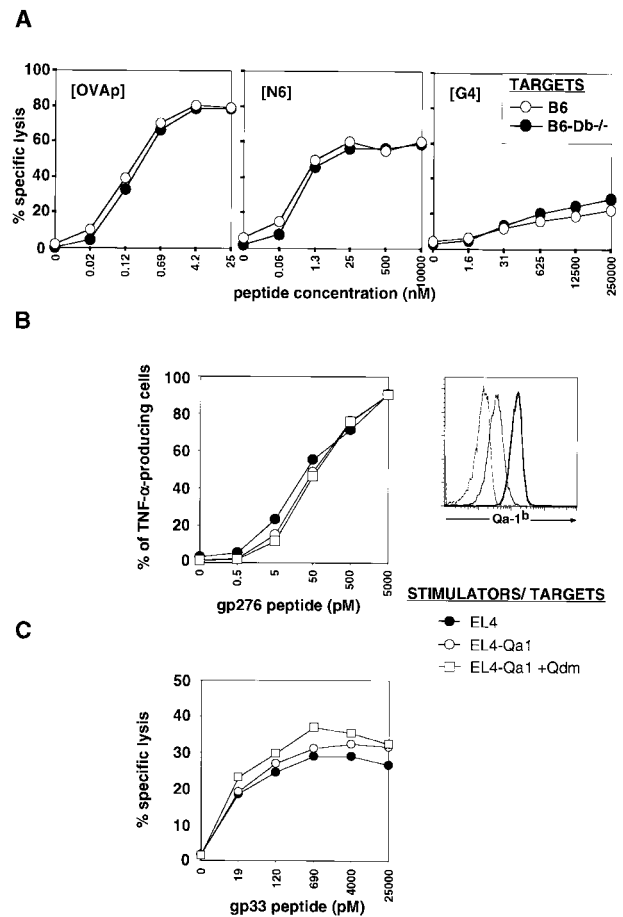 A
[OVAp]
[N6]
[G4]
TARGETS
B6
B6-Db-/-
% specific lysis
100
80
60
40
20
0
0
0.02
0.12
0.69
4.2
25
0
0.06
1.3
25
500
10000
0
1.6
31
625
12500
250000
peptide concentration (nM)
B
% of TNF-α-producing cells
100
80
60
40
20
0
0
0.5
5
50
500
5000
gp276 peptide (pM)
Qa-1b
STIMULATORS/ TARGETS
EL4
EL4-Qa1
EL4-Qa1 +Qdm
C
% specific lysis
50
40
30
20
10
0
0
19
120
690
4000
25000
gp33 peptide (pM)